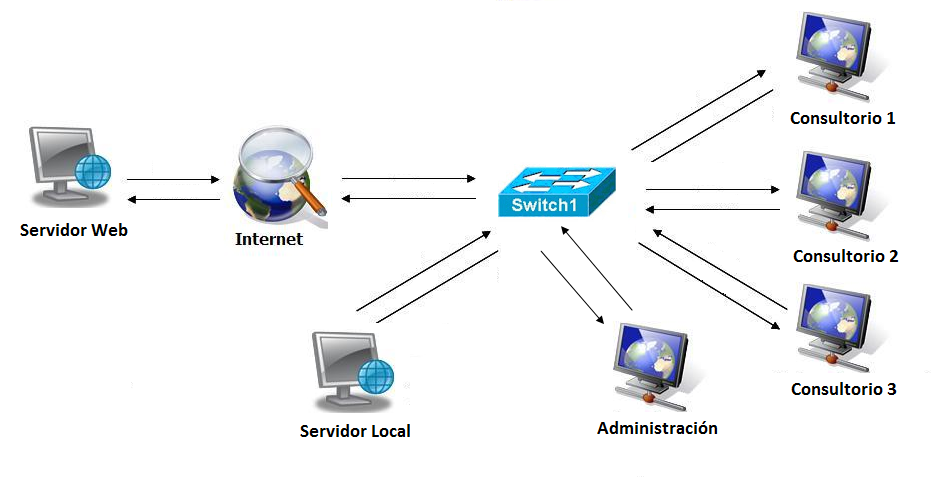 Consultorio 1
Switch1
Servidor Web
Internet
Consultorio 2
Consultorio 3
Servidor Local
Administración